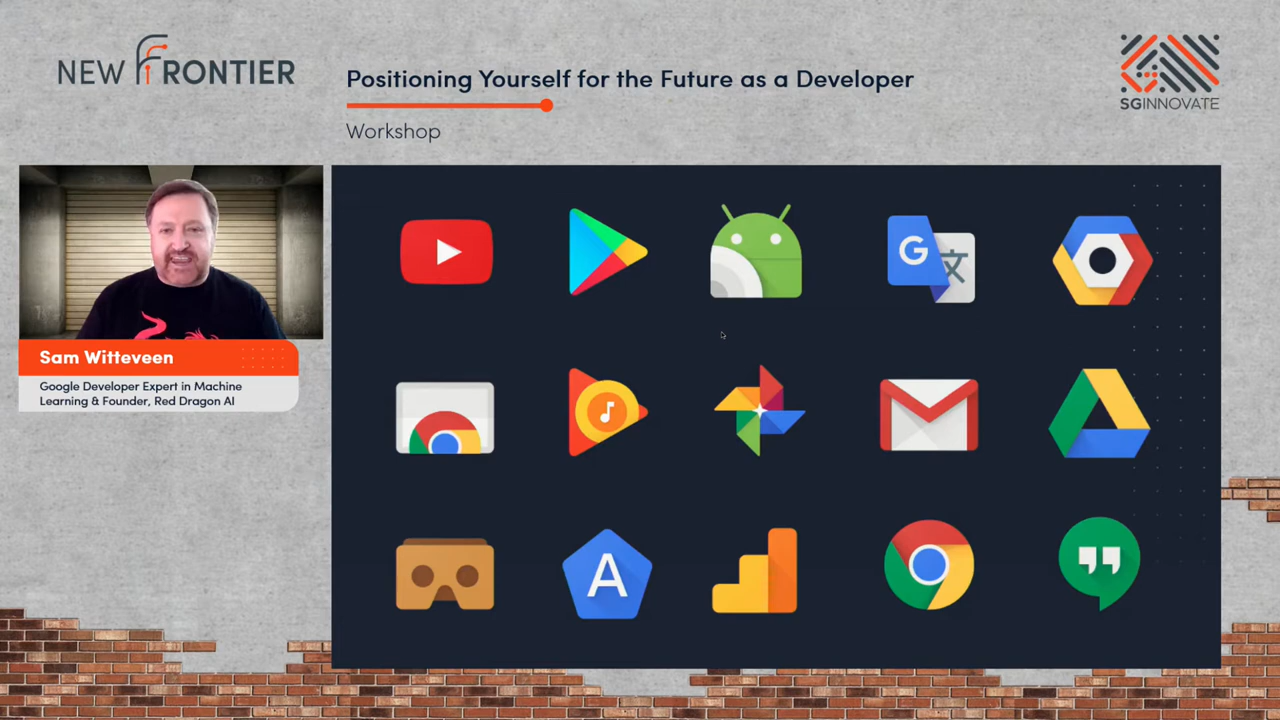 NEW FRONTIER
Positioning Yourself for the Future as a Developer
Workshop
SGINNOVATE
Sam Witteveen
Google Developer Expert in Machine
Learning & Founder, Red Dragon AI
G
文
A